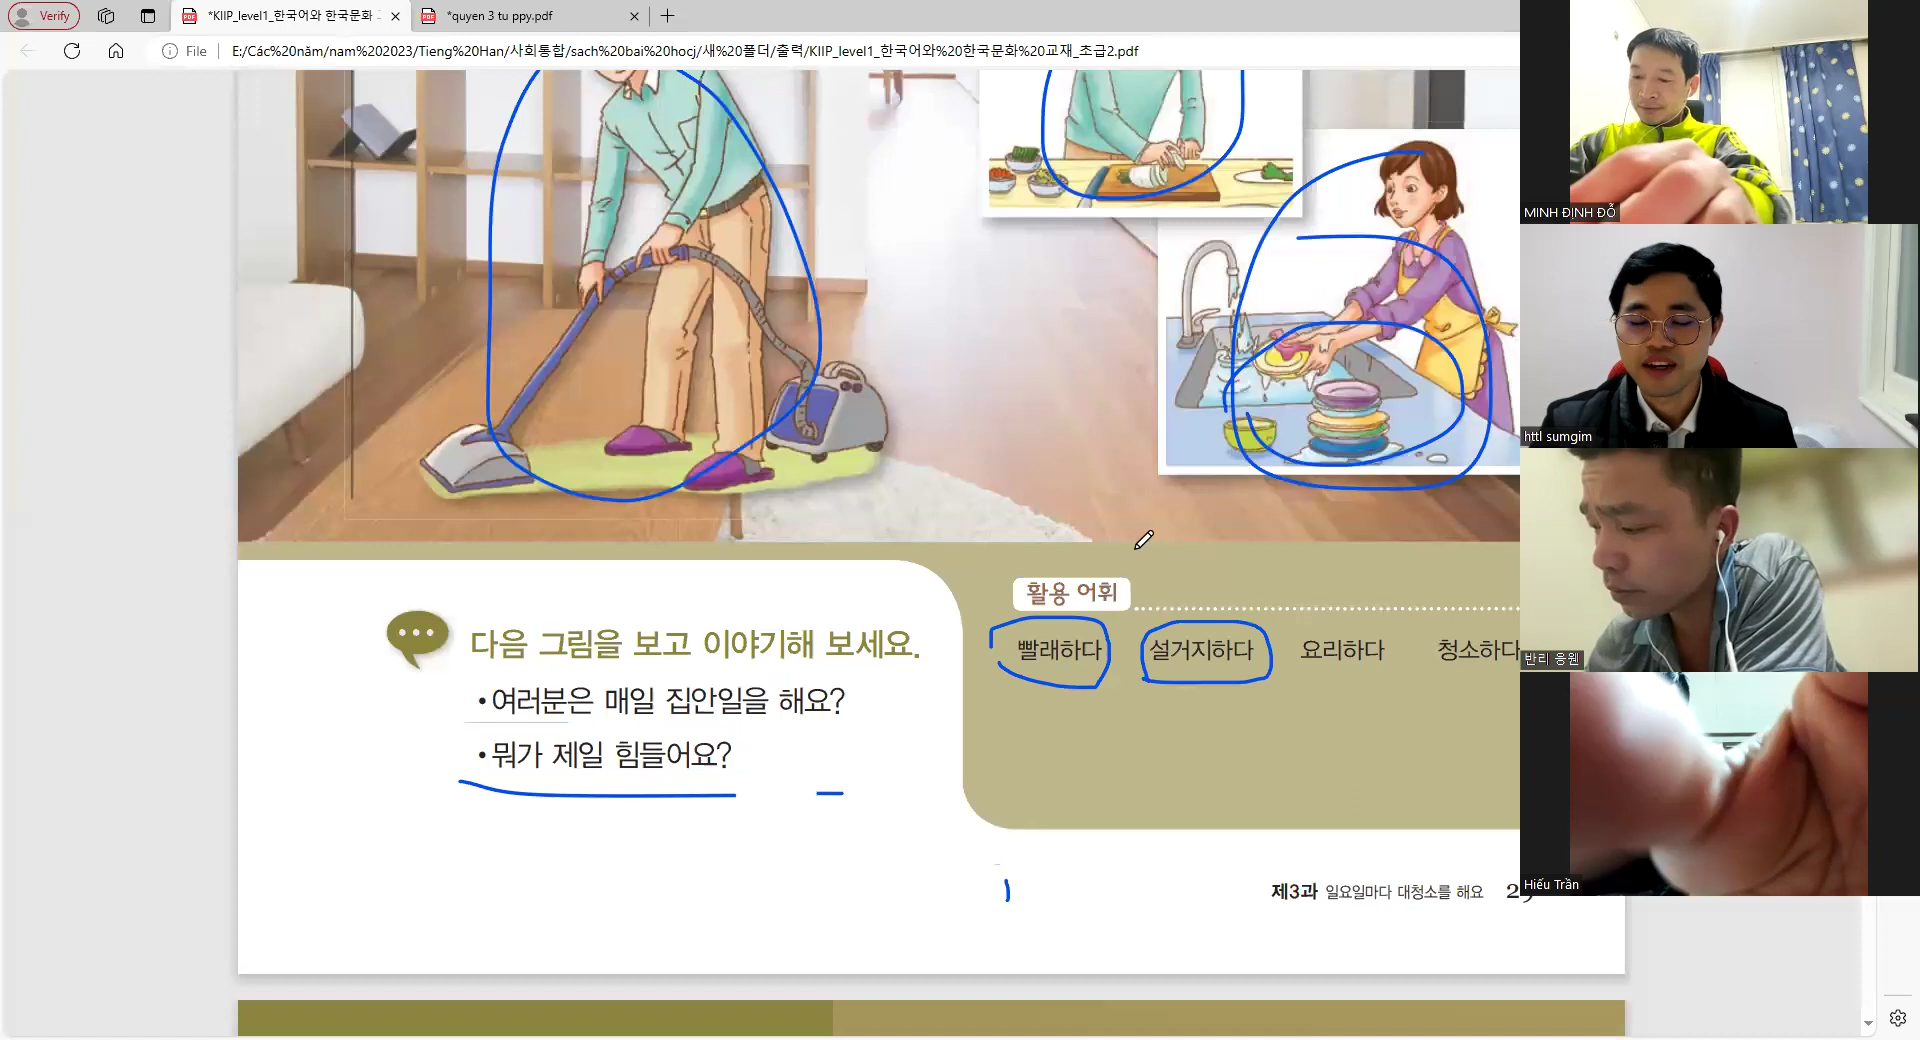 Verify
*KIIP_level1_한국어와 한국문화
*quyen 3 tu ppy.pdf
File
E:/Các%20năm/nam%202023/Tieng%20Han/사회통합/sach%20bai%20hocj/새%20폴더/출력/KIIP_level1_한국어와%20한국문화%20교재_초급2.pdf
MINH ĐỊNH ĐỖ
httl sumgim
반리 응웬
Hiếu Trần
활용 어휘
빨래하다 설거지하다 요리하다 청소하다
다음 그림을 보고 이야기해 보세요.
•여러분은 매일 집안일을 해요?
•뭐가 제일 힘들어요?
제3과 일요일마다 대청소를 해요